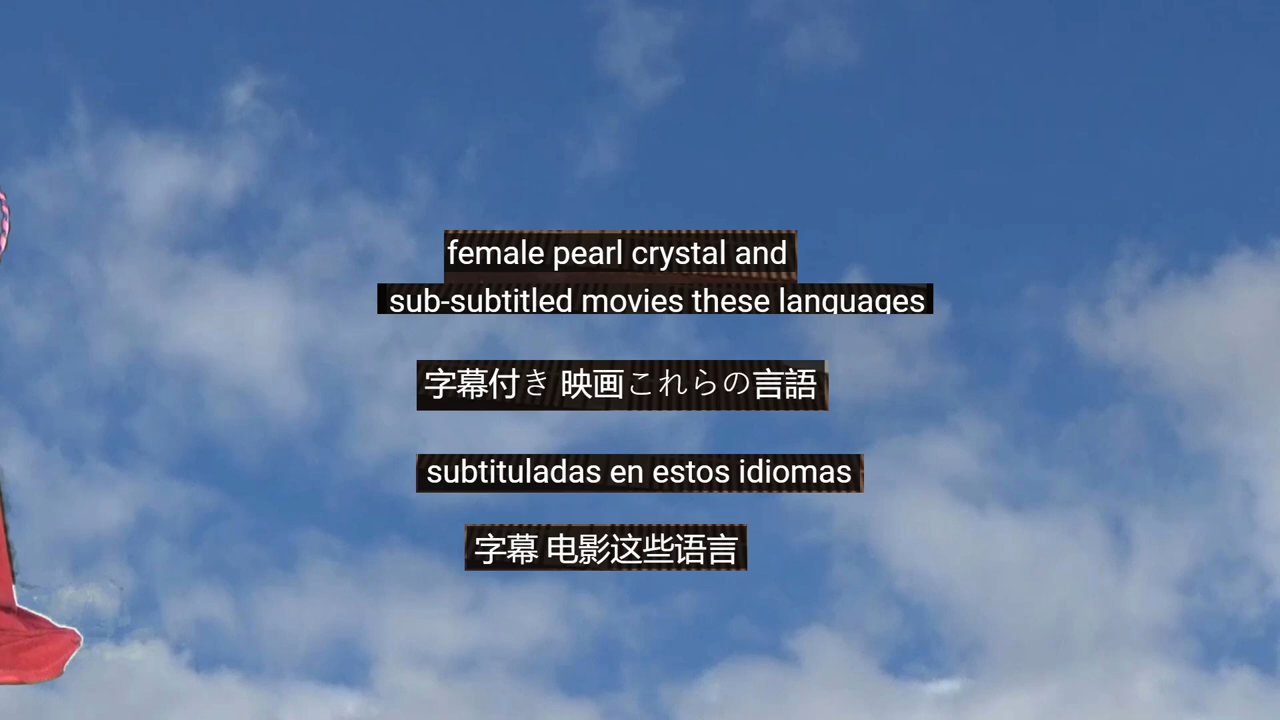 female pearl crystal and
sub-subtitled movies these languages
字幕付き 映画これらの言語
subtituladas en estos idiomas
字幕 电影这些语言